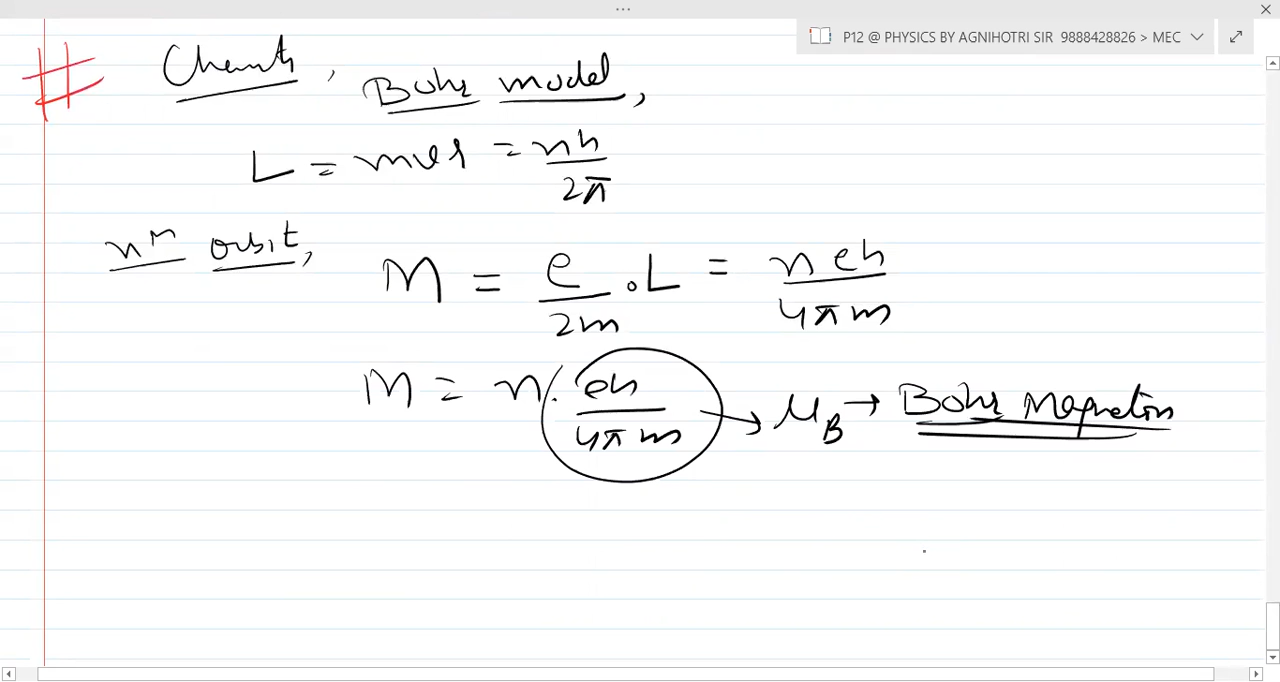 P12 @ PHYSICS BY AGNIHOTRI SIR 9888428826 > MEC
# , Bohr model,
L = mvr = nh/2π
nth orbit,
M = e/2m . L = neh/4πm
M = n. eh/4πm → μB → Bohr Magneton